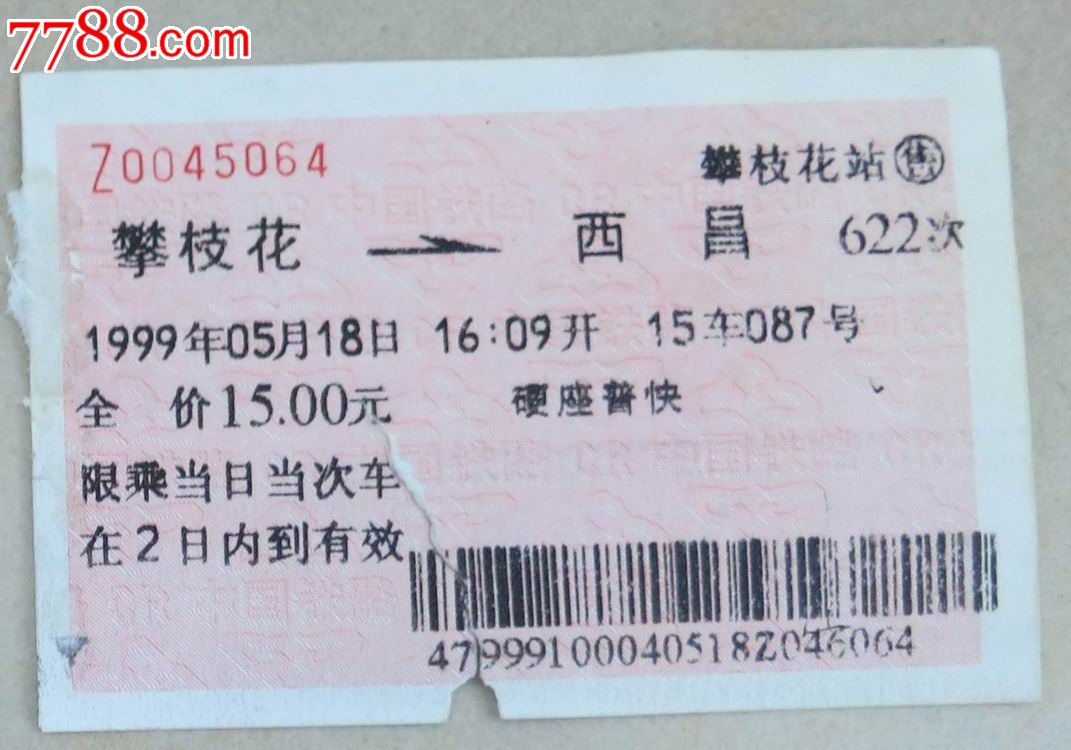 7788.com
Z0045064
攀枝花站㊝售
攀枝花 → 西 昌 622次
1999年05月18日 16:09开 15车087号
全 价15.00元 硬座普快
限乘当日当次车
在2日内到有效
47999100040518Z046064